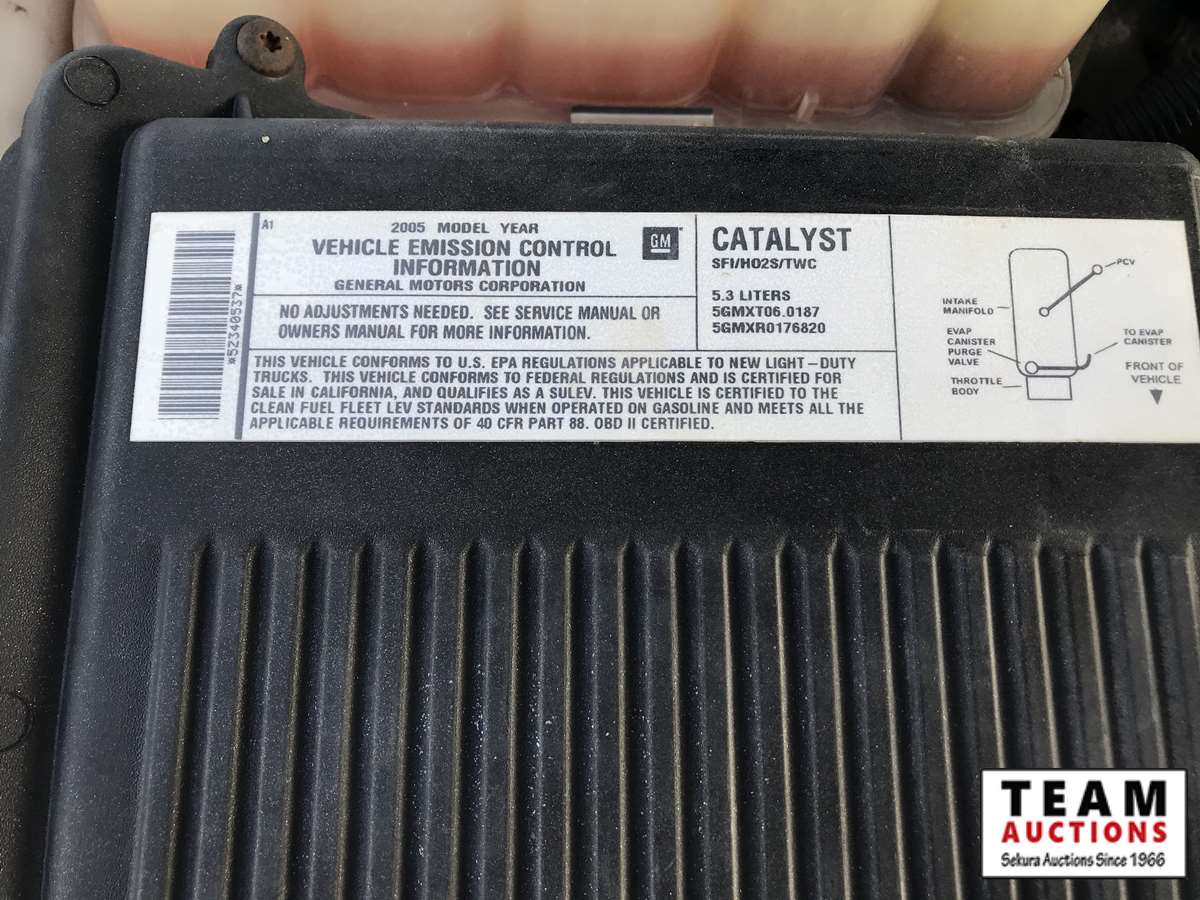 *52340537*
A1
2005 MODEL YEAR
VEHICLE EMISSION CONTROL
INFORMATION
GENERAL MOTORS CORPORATION
GM
NO ADJUSTMENTS NEEDED. SEE SERVICE MANUAL OR
OWNERS MANUAL FOR MORE INFORMATION.
CATALYST
SFI/HO2S/TWC
5.3 LITERS
5GMXT06.0187
5GMXR0176820
THIS VEHICLE CONFORMS TO U.S. EPA REGULATIONS APPLICABLE TO NEW LIGHT-DUTY
TRUCKS. THIS VEHICLE CONFORMS TO FEDERAL REGULATIONS AND IS CERTIFIED FOR
SALE IN CALIFORNIA, AND QUALIFIES AS A SULEV. THIS VEHICLE IS CERTIFIED TO THE
CLEAN FUEL FLEET LEV STANDARDS WHEN OPERATED ON GASOLINE AND MEETS ALL THE
APPLICABLE REQUIREMENTS OF 40 CFR PART 88. OBD II CERTIFIED.
PCV
INTAKE
MANIFOLD
EVAP
CANISTER
PURGE
VALVE
THROTTLE
BODY
TO EVAP
CANISTER
FRONT OF
VEHICLE
TEAM
AUCTIONS
Sekura Auctions Since 1966